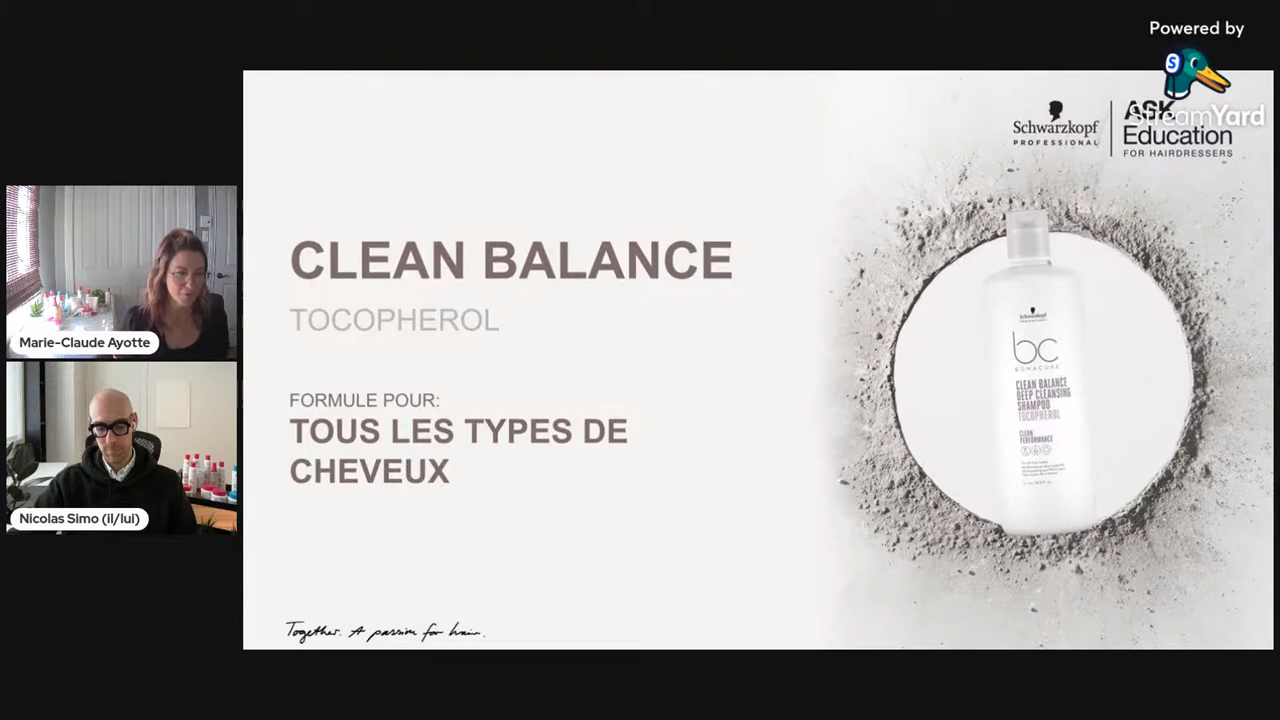 Powered by
StreamYard
Schwarzkopf
PROFESSIONAL
ASK
Education
FOR HAIRDRESSERS
CLEAN BALANCE
TOCOPHEROL
FORMULE POUR:
TOUS LES TYPES DE
CHEVEUX
Schwarzkopf
PROFESSIONAL
bc
BONACURE
CLEAN BALANCE
DEEP CLEANSING
SHAMPOO
TOCOPHEROL
CLEAN
PERFORMANCE
Marie-Claude Ayotte
Nicolas Simo (il/lui)
Together. A passion for hair.